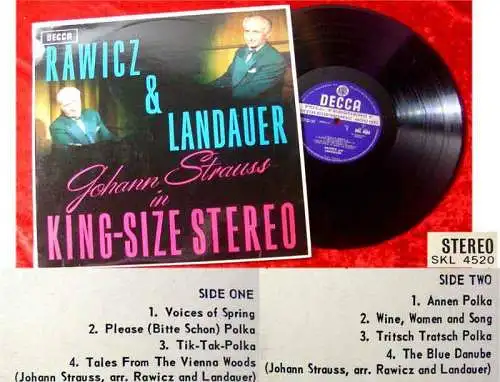 DECCA
RAWICZ
&
LANDAUER
Johann Strauss
in
KING-SIZE STEREO
DECCA
STEREO
SKL 4520
SIDE ONE
1. Voices of Spring
2. Please (Bitte Schon) Polka
3. Tik-Tak-Polka
4. Tales From The Vienna Woods
(Johann Strauss, arr. Rawicz and Landauer)
SIDE TWO
1. Annen Polka
2. Wine, Women and Song
3. Tritsch Tratsch Polka
4. The Blue Danube
(Johann Strauss, arr. Rawicz and Landauer)